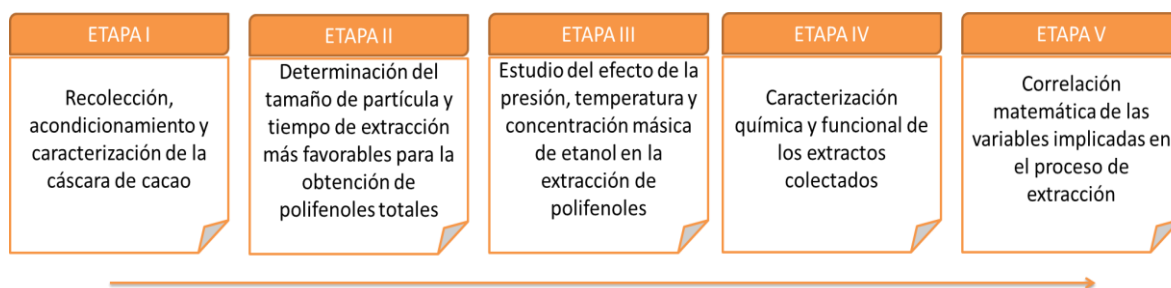 ETAPA I
Recolección,
acondicionamiento y
caracterización de la
cáscara de cacao
ETAPA II
Determinación del
tamaño de partícula y
tiempo de extracción
más favorables para la
obtención de
polifenoles totales
ETAPA III
Estudio del efecto de la
presión, temperatura y
concentración másica
de etanol en la
extracción de
polifenoles
ETAPA IV
Caracterización
química y funcional de
los extractos
colectados
ETAPA V
Correlación
matemática de las
variables implicadas en
el proceso de
extracción